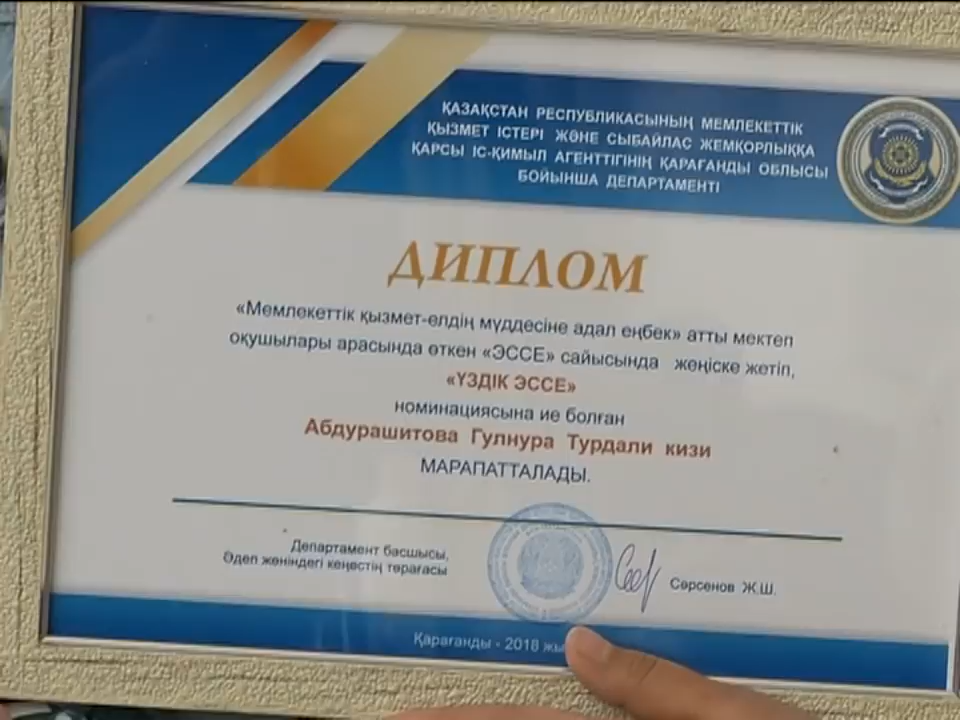 ҚАЗАҚСТАН РЕСПУБЛИКАСЫНЫҢ МЕМЛЕКЕТТІК
ҚЫЗМЕТ ІСТЕРІ ЖӘНЕ СЫБАЙЛАС ЖЕМҚОРЛЫҚҚА
ҚАРСЫ ІС-ҚИМЫЛ АГЕНТТІГІНІҢ ҚАРАҒАНДЫ ОБЛЫСЫ
БОЙЫНША ДЕПАРТАМЕНТІ
ДИПЛОМ
«Мемлекеттік қызмет-елдің мүддесіне адал еңбек» атты мектеп
оқушылары арасында өткен «ЭССЕ» сайысында жеңіске жетіп,
«ҮЗДІК ЭССЕ»
номинациясына ие болған
Абдурашитова Гулнура Турдали кизи
МАРАПАТТАЛАДЫ.
Департамент басшысы,
Әдеп жөніндегі кеңестің төрағасы
Сәрсенов Ж.Ш.
Қарағанды - 2018